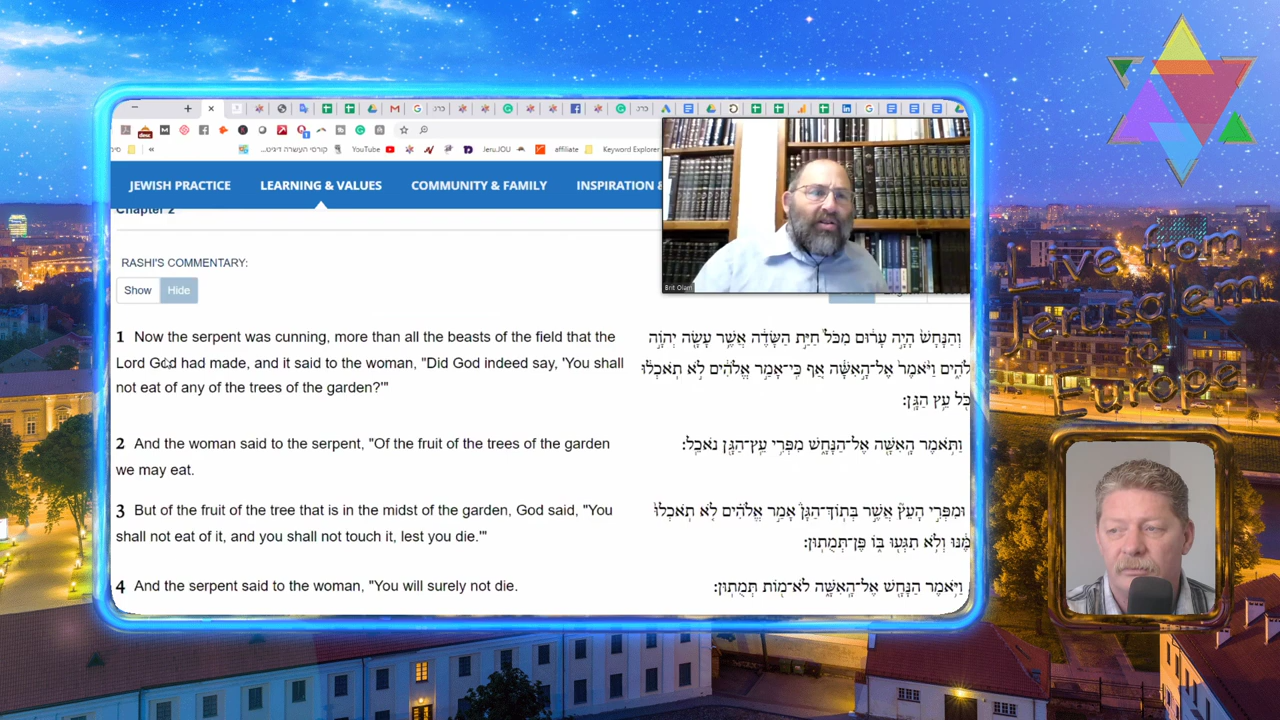 סי
קורסי העשרה דיגיט...
YouTube
Jeru.JOU
affiliate
Keyword Explorer
JEWISH PRACTICE
LEARNING & VALUES
COMMUNITY & FAMILY
INSPIRATION &
Chapter 2
RASHI'S COMMENTARY:
Show
Hide
Brit Olam
1 Now the serpent was cunning, more than all the beasts of the field that the
Lord God had made, and it said to the woman, "Did God indeed say, 'You shall
not eat of any of the trees of the garden?'"
וְהַנָּחָשׁ הָיָה עָרוּם מִכֹּל חַיַּת הַשָּׂדֶה אֲשֶׁר עָשָׂה יְהֹוָה
לֹהִים וַיֹּאמֶר אֶל־הָאִשָּׁה אַף כִּי־אָמַר אֱלֹהִים לֹא תֹאכְלוּ
כֹּל עֵץ הַגָּן:
2 And the woman said to the serpent, "Of the fruit of the trees of the garden
we may eat.
וַתֹּאמֶר הָאִשָּׁה אֶל־הַנָּחָשׁ מִפְּרִי עֵץ־הַגָּן נֹאכֵל:
3 But of the fruit of the tree that is in the midst of the garden, God said, "You
shall not eat of it, and you shall not touch it, lest you die.'"
וּמִפְּרִי הָעֵץ אֲשֶׁר בְּתוֹךְ־הַגָּן אָמַר אֱלֹהִים לֹא תֹאכְלוּ
מֶּנּוּ וְלֹא תִגְּעוּ בּוֹ פֶּן־תְּמֻתוּן:
4 And the serpent said to the woman, "You will surely not die.
וַיֹּאמֶר הַנָּחָשׁ אֶל־הָאִשָּׁה לֹא־מוֹת תְּמֻתוּן:
Live from
Jerusalem
to
Europe